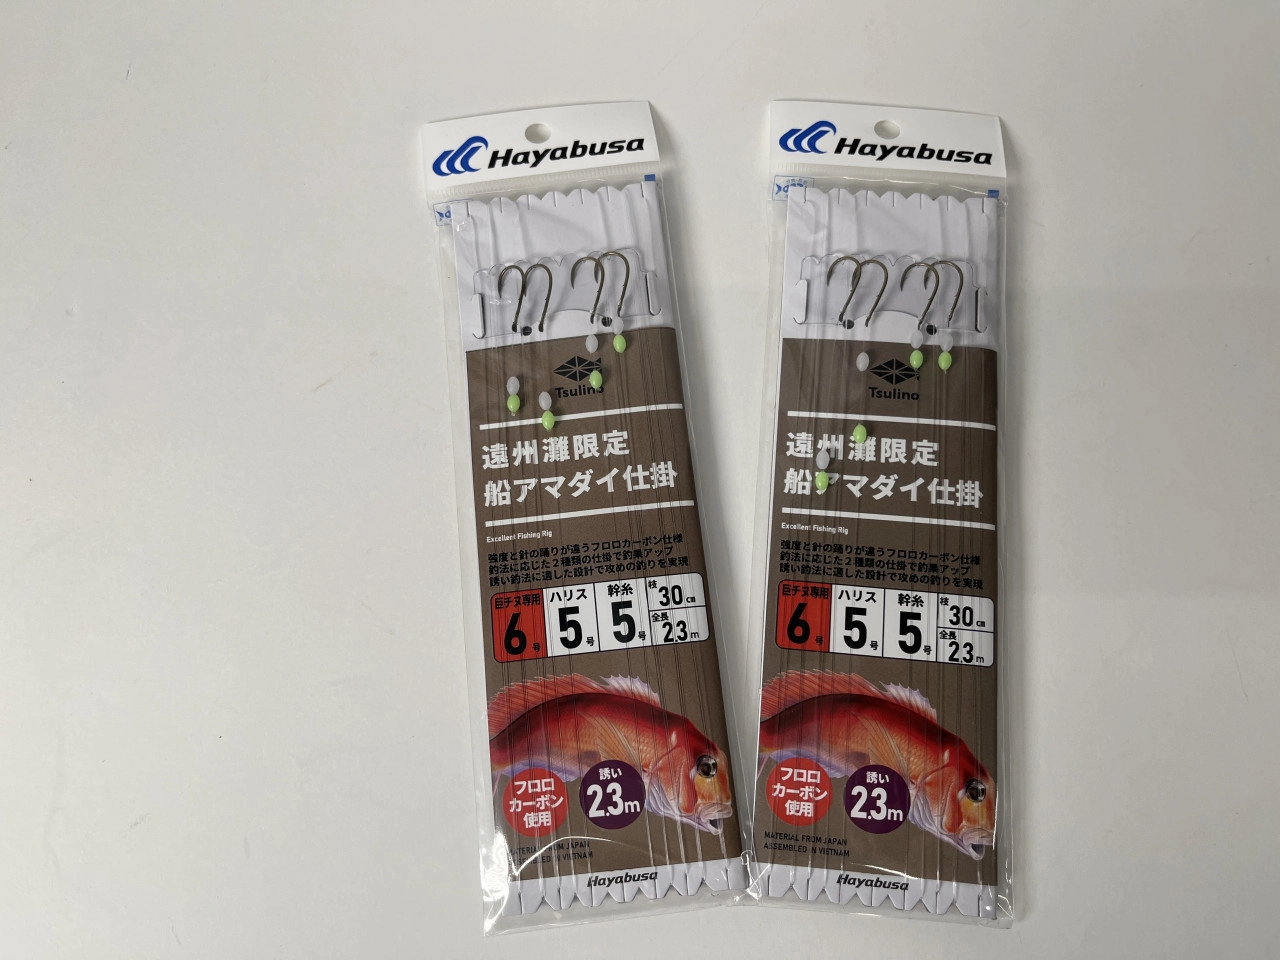 Hayabusa
Tsulino
遠州灘限定
船アマダイ仕掛
Excellent Fishing Rig
強度と針の踊りが違うフロロカーボン仕様
釣法に応じた2種類の仕掛で釣果アップ
誘い釣法に適した設計で攻めの釣りを実現
巨チヌ専用
6号
ハリス
5号
幹糸
5号
枝
30cm
全長
2.3m
フロロ
カーボン
使用
誘い
2.3m
MATERIAL FROM JAPAN
ASSEMBLED IN VIETNAM
Hayabusa
Hayabusa
Tsulino
遠州灘限定
船アマダイ仕掛
Excellent Fishing Rig
強度と針の踊りが違うフロロカーボン仕様
釣法に応じた2種類の仕掛で釣果アップ
誘い釣法に適した設計で攻めの釣りを実現
巨チヌ専用
6号
ハリス
5号
幹糸
5号
枝
30cm
全長
2.3m
フロロ
カーボン
使用
誘い
2.3m
MATERIAL FROM JAPAN
ASSEMBLED IN VIETNAM
Hayabusa